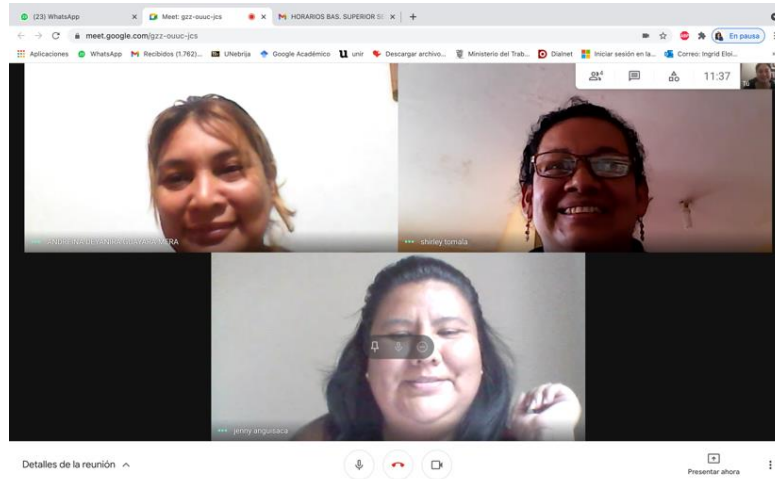 (23) WhatsApp
Meet: gzz-ouuc-jcs
HORARIOS BAS. SUPERIOR SE
meet.google.com/gzz-ouuc-jcs
En pausa
Aplicaciones
WhatsApp
Recibidos (1.762)...
UNebrija
Google Académico
unir
Descargar archivo...
Ministerio del Trab...
Dialnet
Iniciar sesión en la...
Correo: Ingrid Eloi...
4
11:37
Tú
shirley tomala
jenny anguisaca
Detalles de la reunión
Presentar ahora